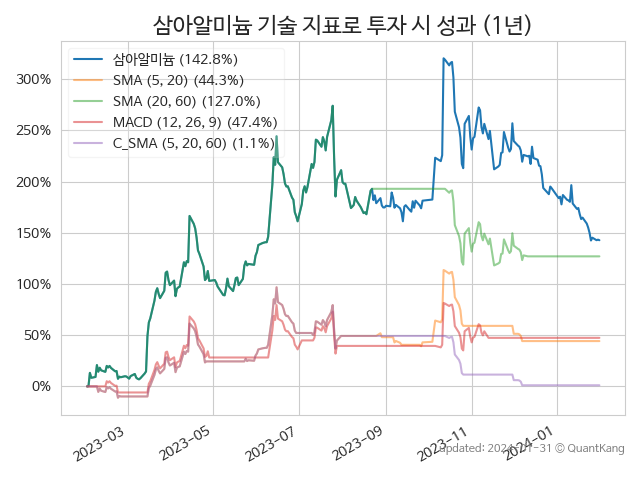 삼아알미늄 기술 지표로 투자 시 성과 (1년)
삼아알미늄 (142.8%)
SMA (5, 20) (44.3%)
SMA (20, 60) (127.0%)
MACD (12, 26, 9) (47.4%)
C_SMA (5, 20, 60) (1.1%)
300%
250%
200%
150%
100%
50%
0%
2023-03
2023-05
2023-07
2023-09
2023-11
2024-01
updated: 2024-01-31 © QuantKang